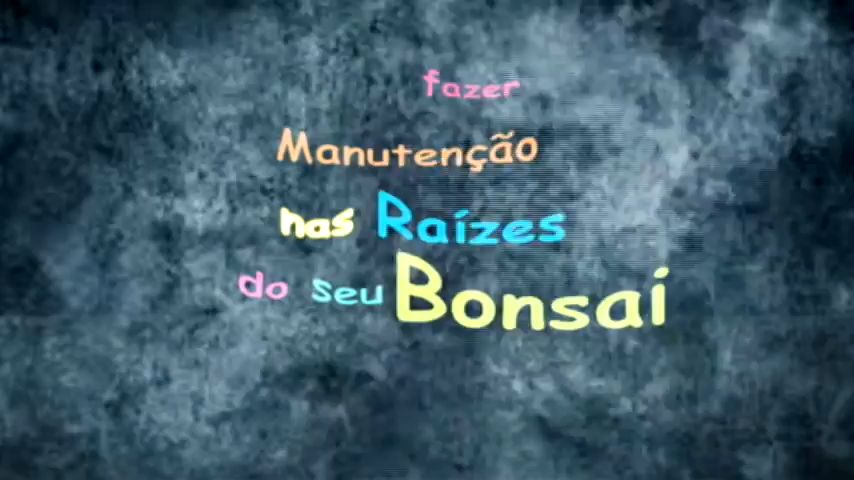 fazer
Manutenção
nas Raízes
do seu Bonsai